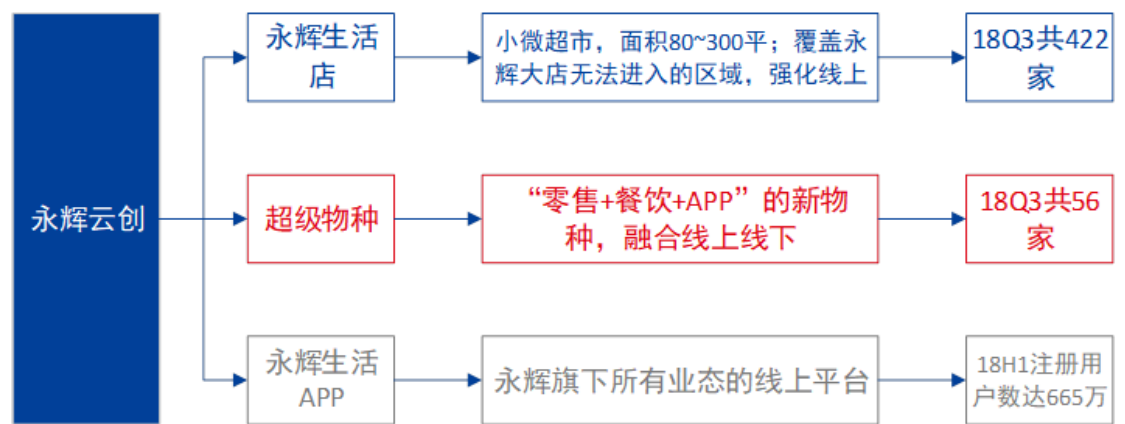 永辉云创
永辉生活
店
小微超市，面积80~300平；覆盖永
辉大店无法进入的区域，强化线上
18Q3共422
家
超级物种
“零售+餐饮+APP”的新物
种，融合线上线下
18Q3共56
家
永辉生活
APP
永辉旗下所有业态的线上平台
18H1注册用
户数达665万